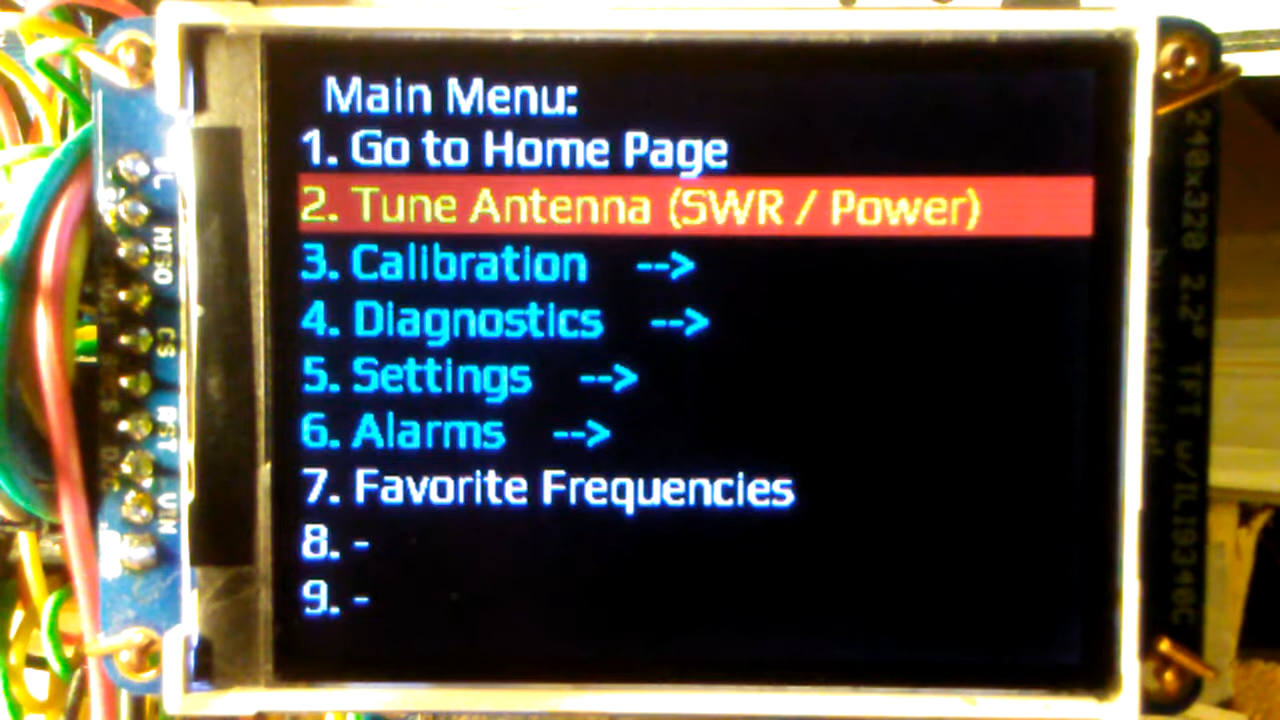 Main Menu:
1. Go to Home Page
2. Tune Antenna (SWR / Power)
3. Calibration -->
4. Diagnostics -->
5. Settings -->
6. Alarms -->
7. Favorite Frequencies
8. -
9. -
MISO
CS
RST
VIN
240x320 2.2" TFT w/ILI9340C